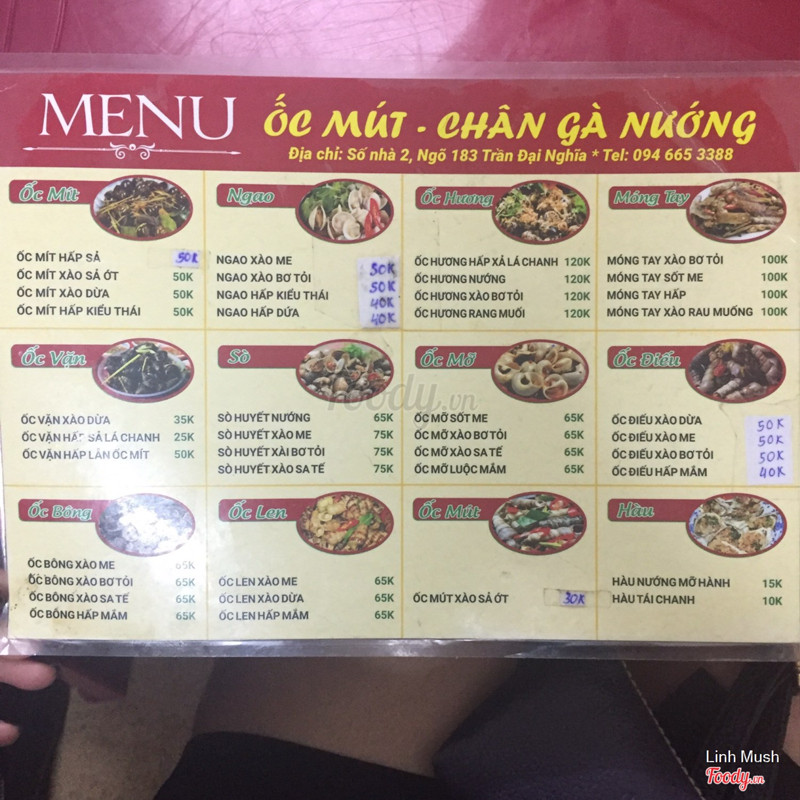 MENU
ỐC MÚT - CHÂN GÀ NƯỚNG
Địa chỉ: Số nhà 2, Ngõ 183 Trần Đại Nghĩa * Tel: 094 665 3388
Ốc Mít
ỐC MÍT HẤP SẢ 50K
ỐC MÍT XÀO SẢ ỚT 50K
ỐC MÍT XÀO DỪA 50K
ỐC MÍT HẤP KIỂU THÁI 50K
Ngao
NGAO XÀO ME 50K
NGAO XÀO BƠ TỎI 50K
NGAO HẤP KIỂU THÁI 40K
NGAO HẤP DỨA 40K
Ốc Hương
ỐC HƯƠNG HẤP XẢ LÁ CHANH 120K
ỐC HƯƠNG NƯỚNG 120K
ỐC HƯƠNG XÀO BƠ TỎI 120K
ỐC HƯƠNG RANG MUỐI 120K
Móng Tay
MÓNG TAY XÀO BƠ TỎI 100K
MÓNG TAY SỐT ME 100K
MÓNG TAY HẤP 100K
MÓNG TAY XÀO RAU MUỐNG 100K
Ốc Vặn
ỐC VẶN XÀO DỪA 35K
ỐC VẶN HẤP SẢ LÁ CHANH 25K
ỐC VẶN HẤP LẪN ỐC MÍT 50K
Sò
SÒ HUYẾT NƯỚNG 65K
SÒ HUYẾT XÀO ME 75K
SÒ HUYẾT XÀI BƠ TỎI 75K
SÒ HUYẾT XÀO SA TẾ 75K
Ốc Mỡ
ỐC MỠ SỐT ME 65K
ỐC MỠ XÀO BƠ TỎI 65K
ỐC MỠ XÀO SA TẾ 65K
ỐC MỠ LUỘC MẮM 65K
Ốc Điếu
ỐC ĐIẾU XÀO DỪA 50K
ỐC ĐIẾU XÀO ME 50K
ỐC ĐIẾU XÀO BƠ TỎI 50K
ỐC ĐIẾU HẤP MẮM 40K
Ốc Bông
ỐC BÔNG XÀO ME 65K
ỐC BÔNG XÀO BƠ TỎI 65K
ỐC BÔNG XÀO SA TẾ 65K
ỐC BÔNG HẤP MẮM 65K
Ốc Len
ỐC LEN XÀO ME 65K
ỐC LEN XÀO DỪA 65K
ỐC LEN HẤP MẮM 65K
Ốc Mút
ỐC MÚT XÀO SẢ ỚT 30K
Hàu
HÀU NƯỚNG MỠ HÀNH 15K
HÀU TÁI CHANH 10K
Foody.vn
Linh Mush
Foody.vn